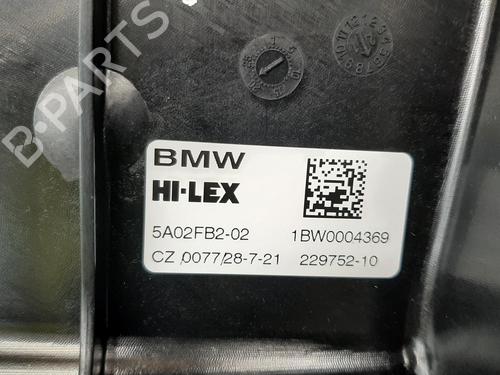 B-PARTS
BMW
HI-LEX
5A02FB2-02 1BW0004369
CZ /0077/28-7-21 229752-10